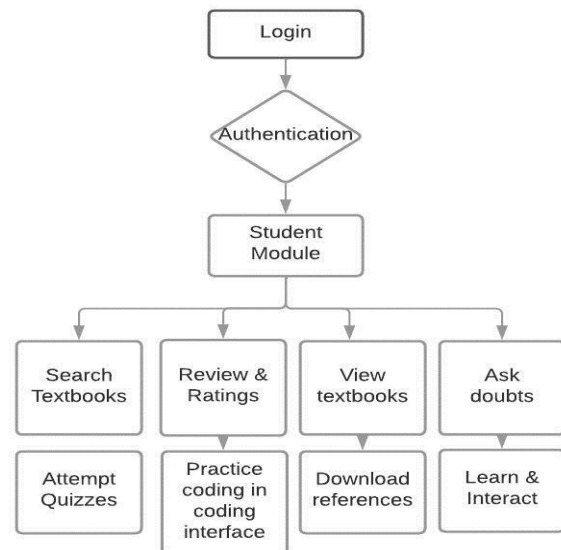 Login
Authentication
Student
Module
Search
Textbooks
Review &
Ratings
View
textbooks
Ask
doubts
Attempt
Quizzes
Practice
coding in
coding
interface
Download
references
Learn &
Interact